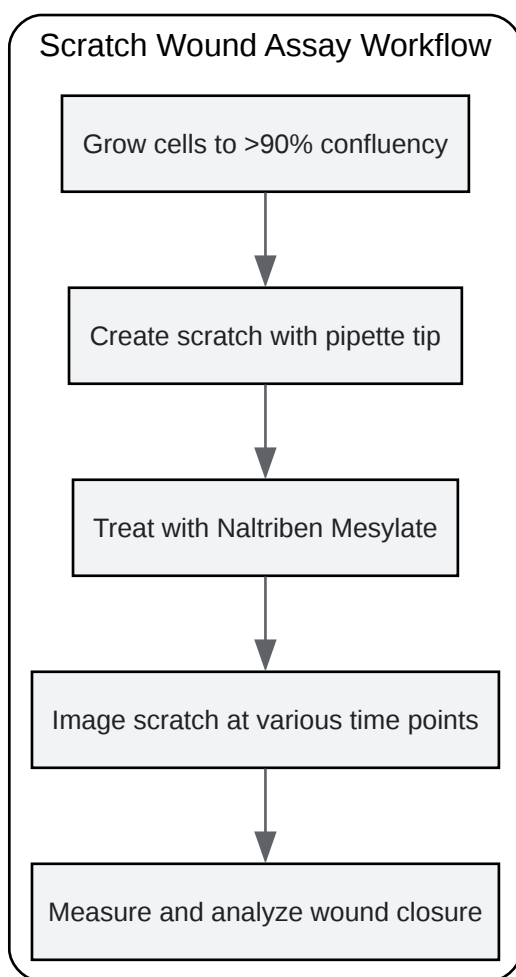 Scratch Wound Assay Workflow
Grow cells to >90% confluency
Create scratch with pipette tip
Treat with Naltriben Mesylate
Image scratch at various time points
Measure and analyze wound closure